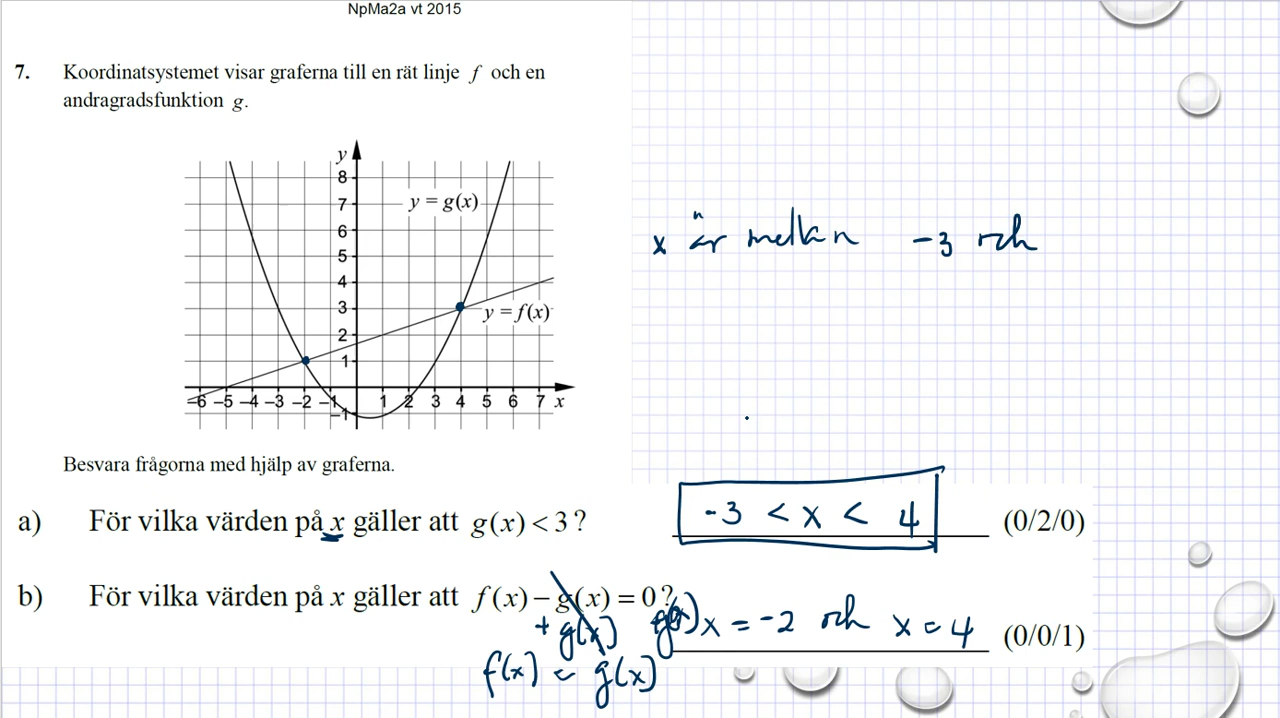 NpMa2a vt 2015
7. Koordinatsystemet visar graferna till en rät linje f och en
andragradsfunktion g.
y
8
7
6
5
4
3
2
1
-1
y = g(x)
y = f(x)
-6 -5 -4 -3 -2 -1 1 2 3 4 5 6 7 x
x är mellan -3 och
Besvara frågorna med hjälp av graferna.
a) För vilka värden på x gäller att g(x) < 3? -3 < x < 4 (0/2/0)
b) För vilka värden på x gäller att f(x) − g(x) = 0?
+ g(x) g(x) x = -2 och x = 4 (0/0/1)
f(x) = g(x)